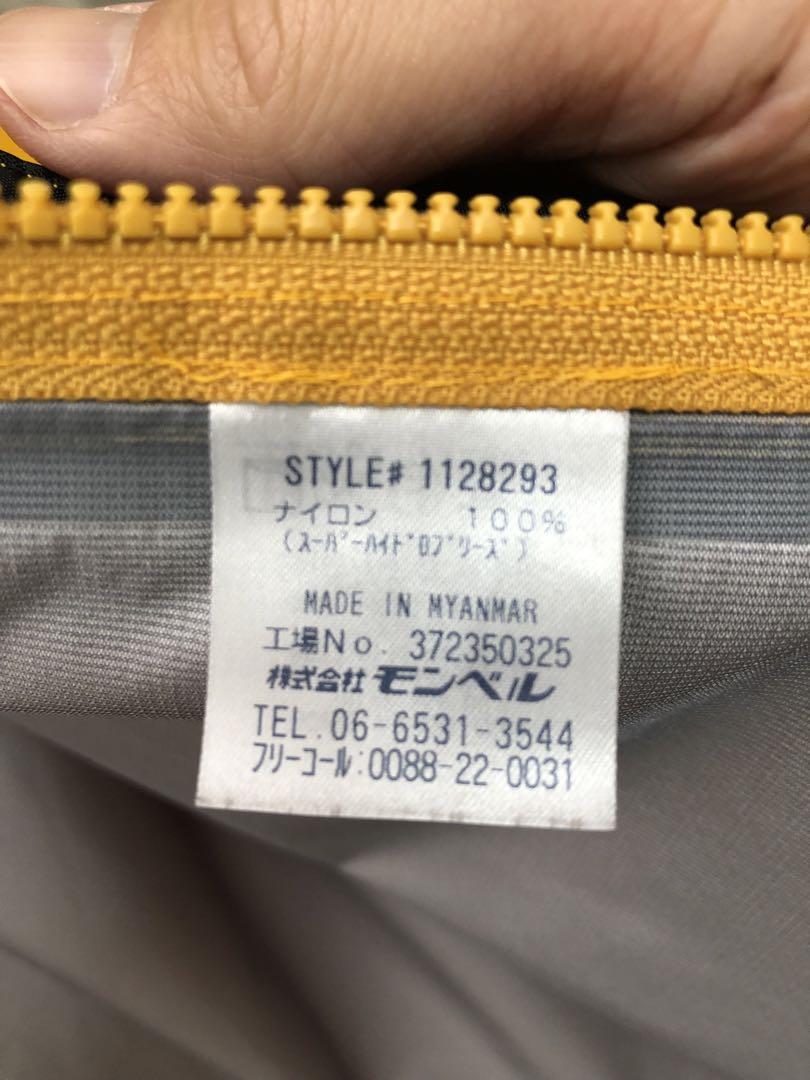 STYLE# 1128293
ナイロン 100%
(ｽｰﾊﾟｰﾊｲﾄﾞﾛﾌﾞﾘｰｽﾞ)
MADE IN MYANMAR
工場No. 372350325
株式会社 モンベル
TEL.06-6531-3544
ﾌﾘｰｺｰﾙ:0088-22-0031